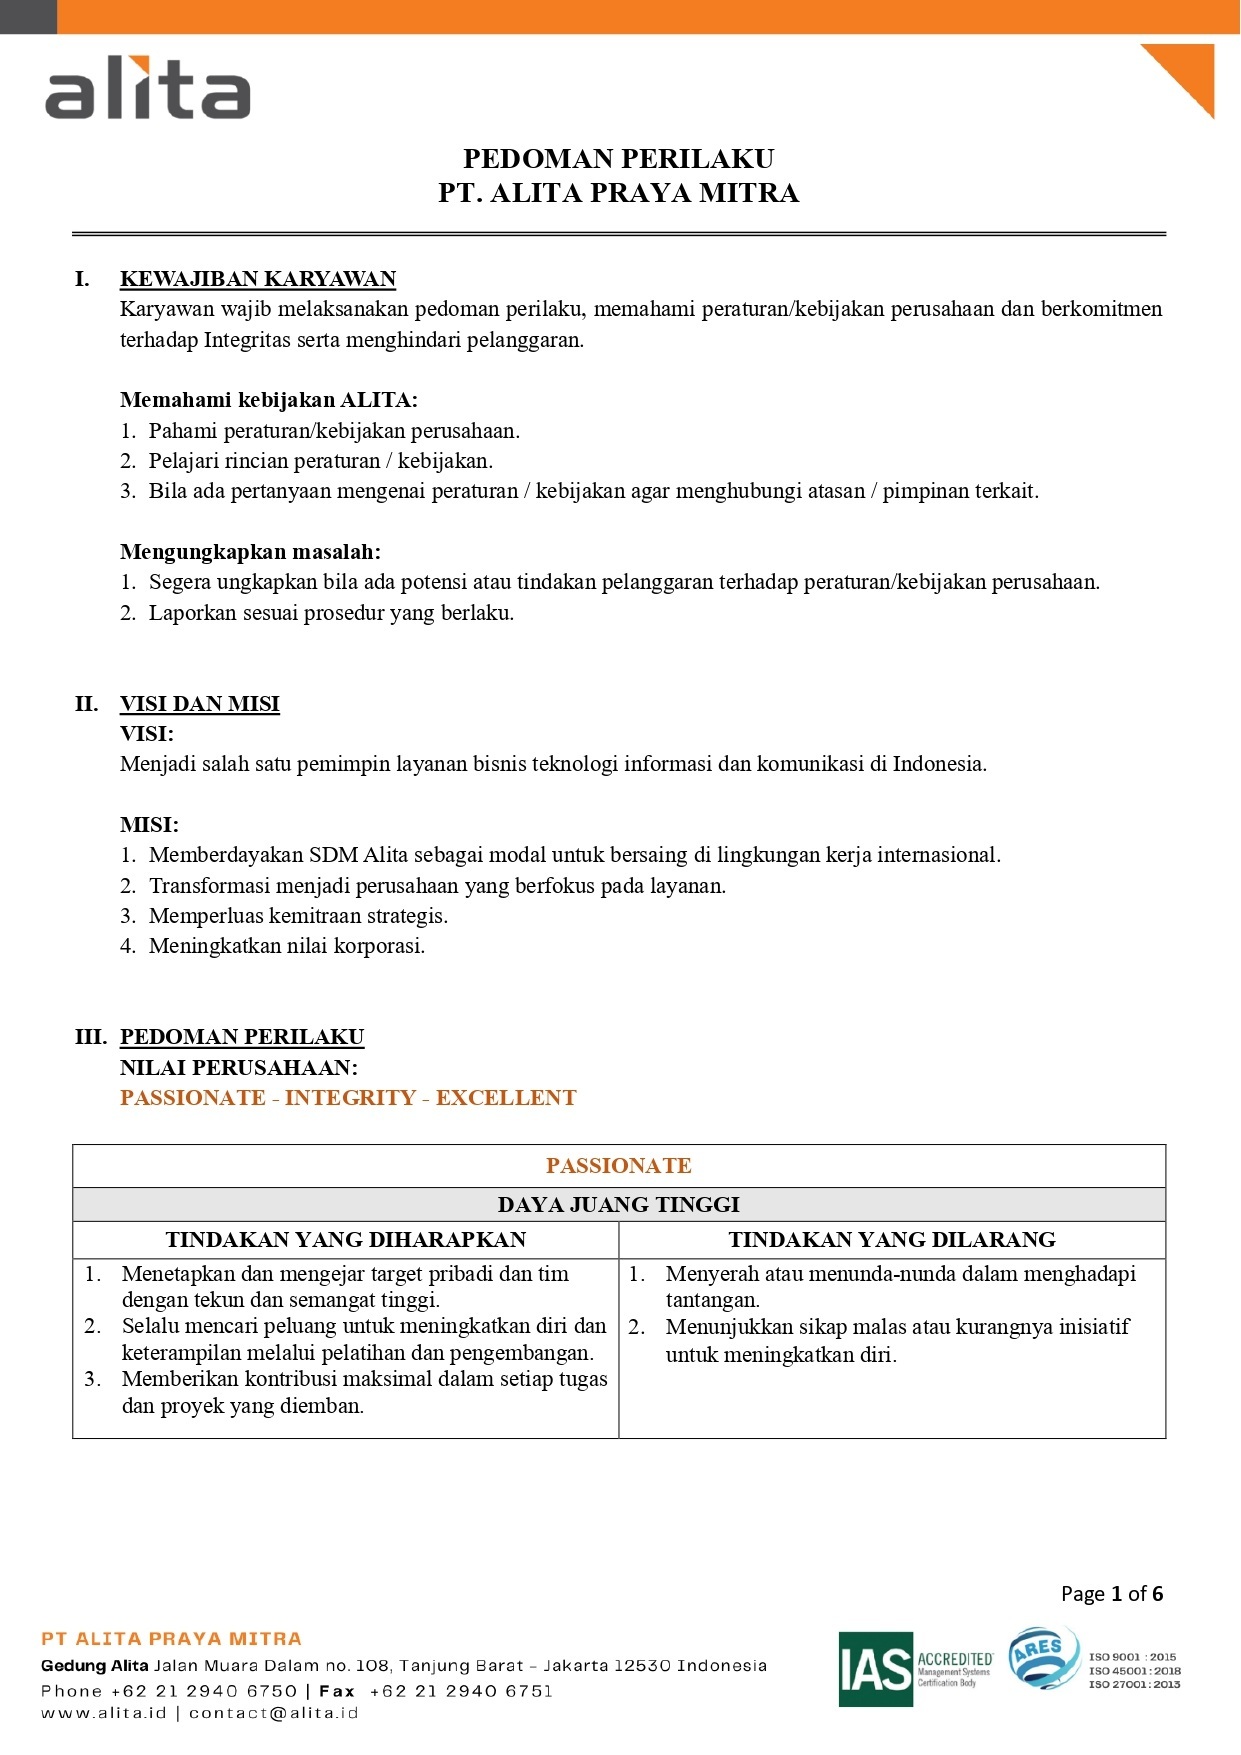 alita
PEDOMAN PERILAKU
PT. ALITA PRAYA MITRA
I. KEWAJIBAN KARYAWAN
Karyawan wajib melaksanakan pedoman perilaku, memahami peraturan/kebijakan perusahaan dan berkomitmen
terhadap Integritas serta menghindari pelanggaran.
Memahami kebijakan ALITA:
1. Pahami peraturan/kebijakan perusahaan.
2. Pelajari rincian peraturan / kebijakan.
3. Bila ada pertanyaan mengenai peraturan / kebijakan agar menghubungi atasan / pimpinan terkait.
Mengungkapkan masalah:
1. Segera ungkapkan bila ada potensi atau tindakan pelanggaran terhadap peraturan/kebijakan perusahaan.
2. Laporkan sesuai prosedur yang berlaku.
II. VISI DAN MISI
VISI:
Menjadi salah satu pemimpin layanan bisnis teknologi informasi dan komunikasi di Indonesia.
MISI:
1. Memberdayakan SDM Alita sebagai modal untuk bersaing di lingkungan kerja internasional.
2. Transformasi menjadi perusahaan yang berfokus pada layanan.
3. Memperluas kemitraan strategis.
4. Meningkatkan nilai korporasi.
III. PEDOMAN PERILAKU
NILAI PERUSAHAAN:
PASSIONATE - INTEGRITY - EXCELLENT
PASSIONATE
DAYA JUANG TINGGI
TINDAKAN YANG DIHARAPKAN
1. Menetapkan dan mengejar target pribadi dan tim
dengan tekun dan semangat tinggi.
2. Selalu mencari peluang untuk meningkatkan diri dan
keterampilan melalui pelatihan dan pengembangan.
3. Memberikan kontribusi maksimal dalam setiap tugas
dan proyek yang diemban.
TINDAKAN YANG DILARANG
1. Menyerah atau menunda-nunda dalam menghadapi
tantangan.
2. Menunjukkan sikap malas atau kurangnya inisiatif
untuk meningkatkan diri.
Page 1 of 6
PT ALITA PRAYA MITRA
Gedung Alita Jalan Muara Dalam no. 108, Tanjung Barat – Jakarta 12530 Indonesia
Phone +62 21 2940 6750 | Fax +62 21 2940 6751
www.alita.id | contact@alita.id
IAS
ACCREDITED
Management Systems
Certification Body
ARES
ISO 9001 : 2015
ISO 45001 : 2018
ISO 27001 : 2013